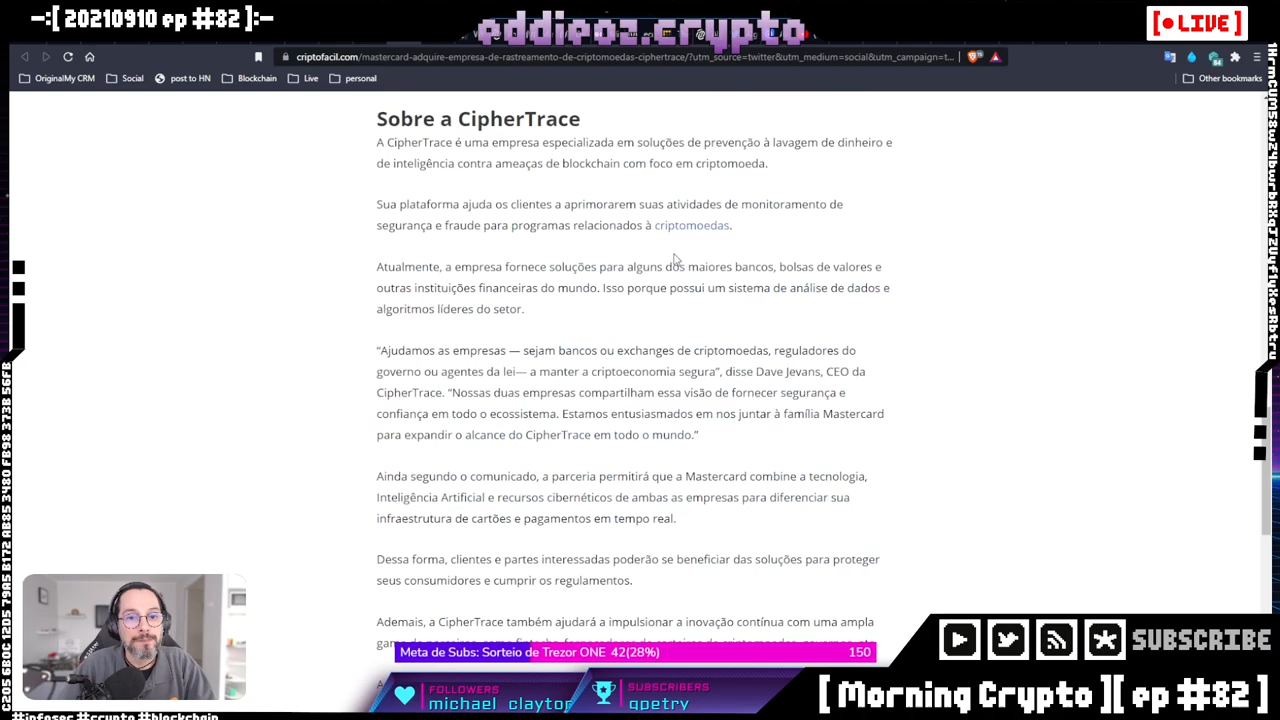 -:[ 20210910 ep #82]:-
eddieoz.crypto
[ LIVE ]
criptofacil.com/mastercard-adquire-empresa-de-rastreamento-de-criptomoedas-ciphertrace/?utm_source=twitter&utm_medium=social&utm_campaign=t...
OriginalMy CRM
Social
post to HN
Blockchain
Live
personal
Other bookmarks
Sobre a CipherTrace
A CipherTrace é uma empresa especializada em soluções de prevenção à lavagem de dinheiro e
de inteligência contra ameaças de blockchain com foco em criptomoeda.
Sua plataforma ajuda os clientes a aprimorarem suas atividades de monitoramento de
segurança e fraude para programas relacionados à criptomoedas.
Atualmente, a empresa fornece soluções para alguns dos maiores bancos, bolsas de valores e
outras instituições financeiras do mundo. Isso porque possui um sistema de análise de dados e
algoritmos líderes do setor.
“Ajudamos as empresas — sejam bancos ou exchanges de criptomoedas, reguladores do
governo ou agentes da lei— a manter a criptoeconomia segura”, disse Dave Jevans, CEO da
CipherTrace. “Nossas duas empresas compartilham essa visão de fornecer segurança e
confiança em todo o ecossistema. Estamos entusiasmados em nos juntar à família Mastercard
para expandir o alcance do CipherTrace em todo o mundo.”
Ainda segundo o comunicado, a parceria permitirá que a Mastercard combine a tecnologia,
Inteligência Artificial e recursos cibernéticos de ambas as empresas para diferenciar sua
infraestrutura de cartões e pagamentos em tempo real.
Dessa forma, clientes e partes interessadas poderão se beneficiar das soluções para proteger
seus consumidores e cumprir os regulamentos.
Ademais, a CipherTrace também ajudará a impulsionar a inovação contínua com uma ampla
Meta de Subs: Sorteio de Trezor ONE 42(28%) 150
FOLLOWERS
michael_clayton
SUBSCRIBERS
gpetry
SUBSCRIBE
[ Morning Crypto ][ ep #82 ]
#infosec #crypto #blockchain
C205 5B0C 1205 79A5 B172 AB85 3480 FB98 373B 56FB